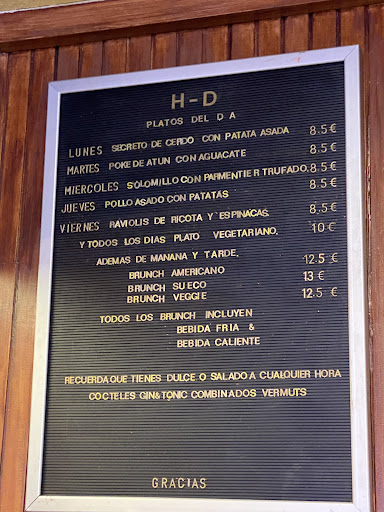 H-D
PLATOS DEL D A
LUNES SECRETO DE CERDO CON PATATA ASADA 8.5 €
MARTES POKE DE ATUN CON AGUACATE 8.5 €
MIERCOLES SOLOMILLO CON PARMENTIER TRUFADO. 8.5 €
JUEVES POLLO ASADO CON PATATAS 8.5 €
VIERNES RAVIOLIS DE RICOTA Y ESPINACAS. 8.5 €
Y TODOS LOS DIAS PLATO VEGETARIANO. 10 €
ADEMAS DE MANANA Y TARDE,
BRUNCH AMERICANO 12.5 €
BRUNCH SUECO 13 €
BRUNCH VEGGIE 12.5 €
TODOS LOS BRUNCH INCLUYEN
BEBIDA FRIA &
BEBIDA CALIENTE
RECUERDA QUE TIENES DULCE O SALADO A CUALQUIER HORA
COCTELES GIN&TONIC COMBINADOS VERMUTS
GRACIAS